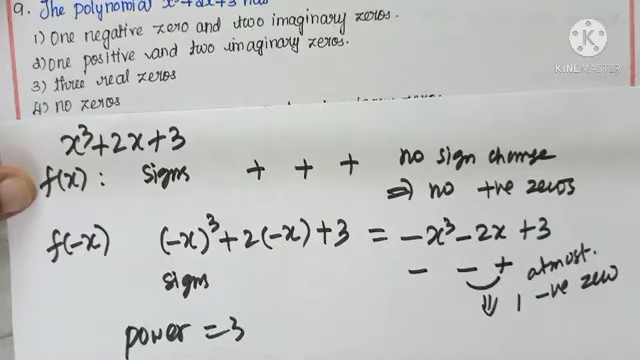 9. The polynomial x³+2x+3 has
1) One negative zero and two imaginary zeros.
2) one positive and two imaginary zeros.
3) three real zeros
4) no zeros
KINEMASTER
x³+2x+3
f(x): signs + + + no sign change
⇒ no +ve zeros
f(-x) (-x)³+2(-x)+3 = -x³-2x+3
signs - - + atmost.
⇓ 1 -ve zero
power = 3